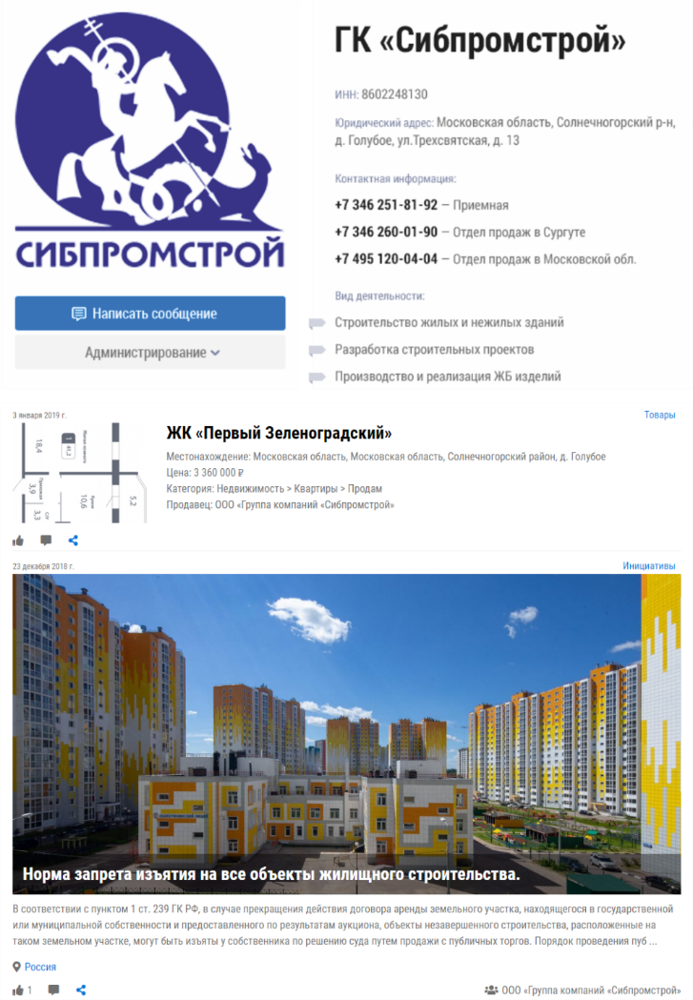 ГК «Сибпромстрой»
ИНН: 8602248130
Юридический адрес: Московская область, Солнечногорский р-н,
д. Голубое, ул.Трехсвятская, д. 13
Контактная информация:
+7 346 251-81-92 — Приемная
+7 346 260-01-90 — Отдел продаж в Сургуте
+7 495 120-04-04 — Отдел продаж в Московской обл.
Вид деятельности:
Строительство жилых и нежилых зданий
Разработка строительных проектов
Производство и реализация ЖБ изделий
СИБПРОМСТРОЙ
Написать сообщение
Администрирование
3 января 2019 г.
Товары
18,4
1
41,2
Жилая комната
Прихожая
3,9
С/У
3,3
Кухня
10,6
5,2
ЖК «Первый Зеленоградский»
Местонахождение: Московская область, Московская область, Солнечногорский район, д. Голубое
Цена: 3 360 000 ₽
Категория: Недвижимость > Квартиры > Продам
Продавец: ООО «Группа компаний «Сибпромстрой»
23 декабря 2018 г.
Инициативы
Норма запрета изъятия на все объекты жилищного строительства.
В соответствии с пунктом 1 ст. 239 ГК РФ, в случае прекращения действия договора аренды земельного участка, находящегося в государственной
или муниципальной собственности и предоставленного по результатам аукциона, объекты незавершенного строительства, расположенные на
таком земельном участке, могут быть изъяты у собственника по решению суда путем продажи с публичных торгов. Порядок проведения пуб ...
Россия
1
ООО «Группа компаний «Сибпромстрой»